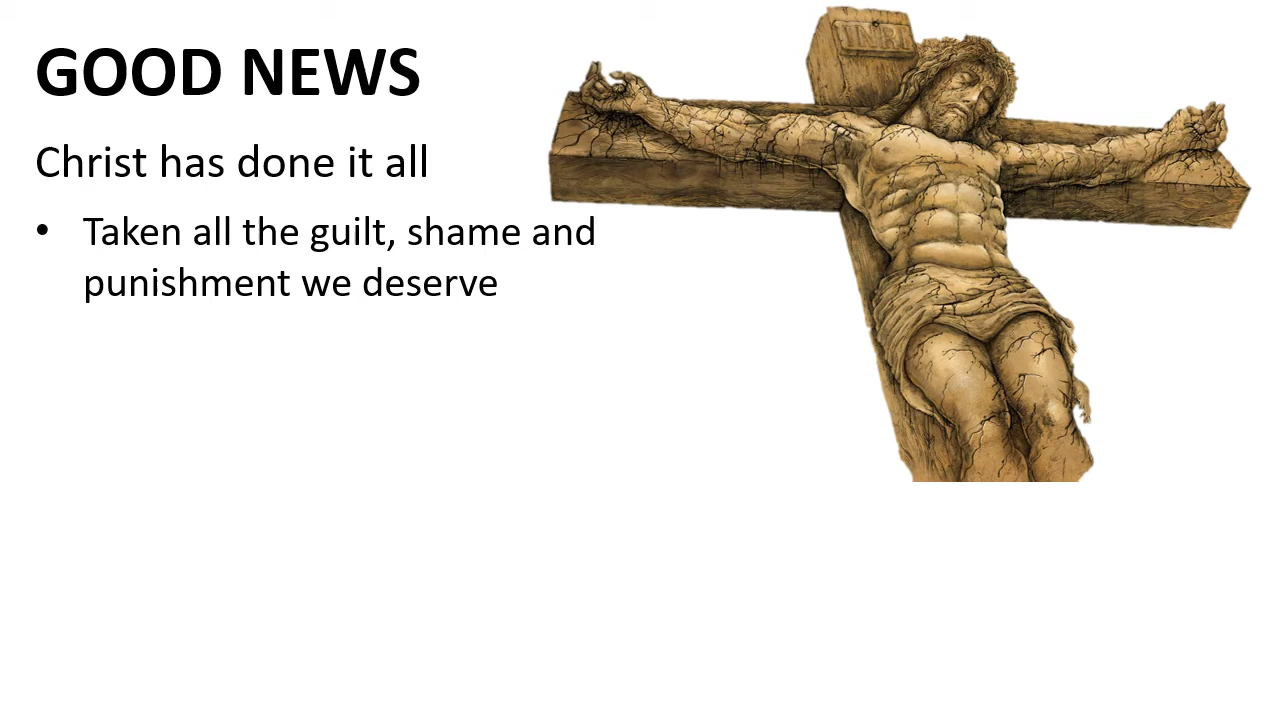 GOOD NEWS
Christ has done it all
• Taken all the guilt, shame and
punishment we deserve
INRI